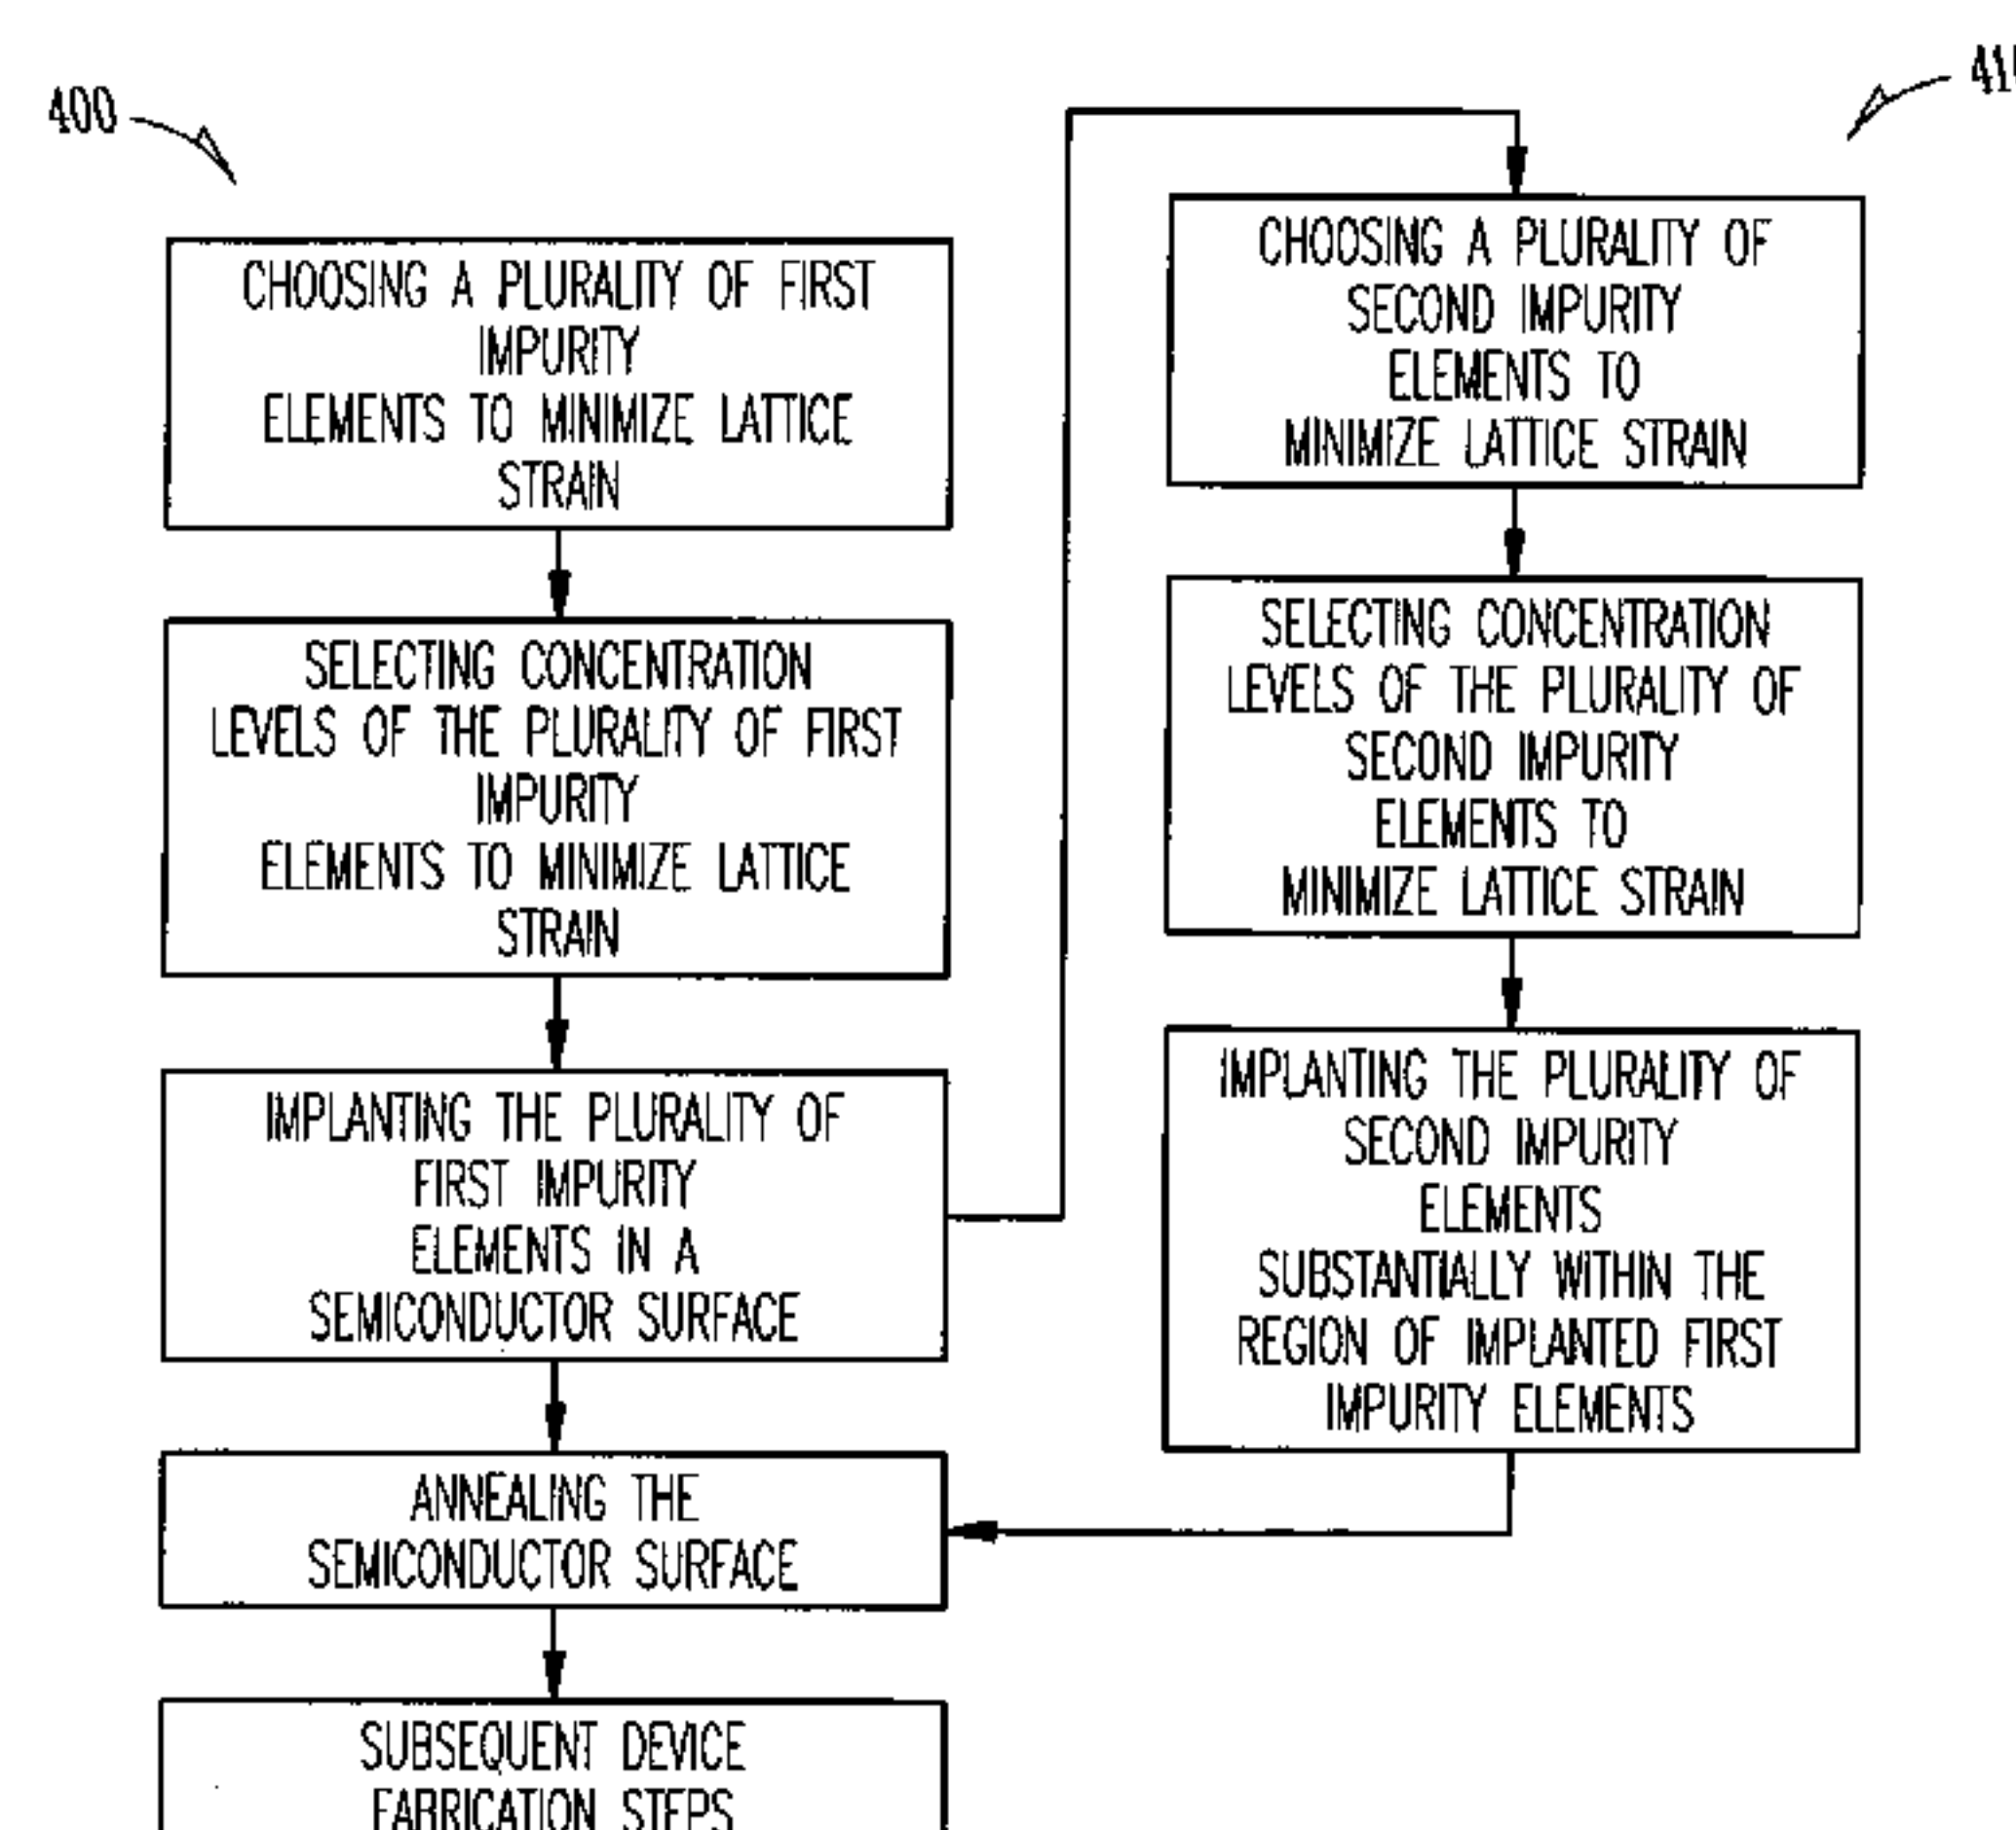 400
CHOOSING A PLURALITY OF FIRST
IMPURITY
ELEMENTS TO MINIMIZE LATTICE
STRAIN
SELECTING CONCENTRATION
LEVELS OF THE PLURALITY OF FIRST
IMPURITY
ELEMENTS TO MINIMIZE LATTICE
STRAIN
IMPLANTING THE PLURALITY OF
FIRST IMPURITY
ELEMENTS IN A
SEMICONDUCTOR SURFACE
ANNEALING THE
SEMICONDUCTOR SURFACE
SUBSEQUENT DEVICE
FABRICATION STEPS
CHOOSING A PLURALITY OF
SECOND IMPURITY
ELEMENTS TO
MINIMIZE LATTICE STRAIN
SELECTING CONCENTRATION
LEVELS OF THE PLURALITY OF
SECOND IMPURITY
ELEMENTS TO
MINIMIZE LATTICE STRAIN
IMPLANTING THE PLURALITY OF
SECOND IMPURITY
ELEMENTS
SUBSTANTIALLY WITHIN THE
REGION OF IMPLANTED FIRST
IMPURITY ELEMENTS